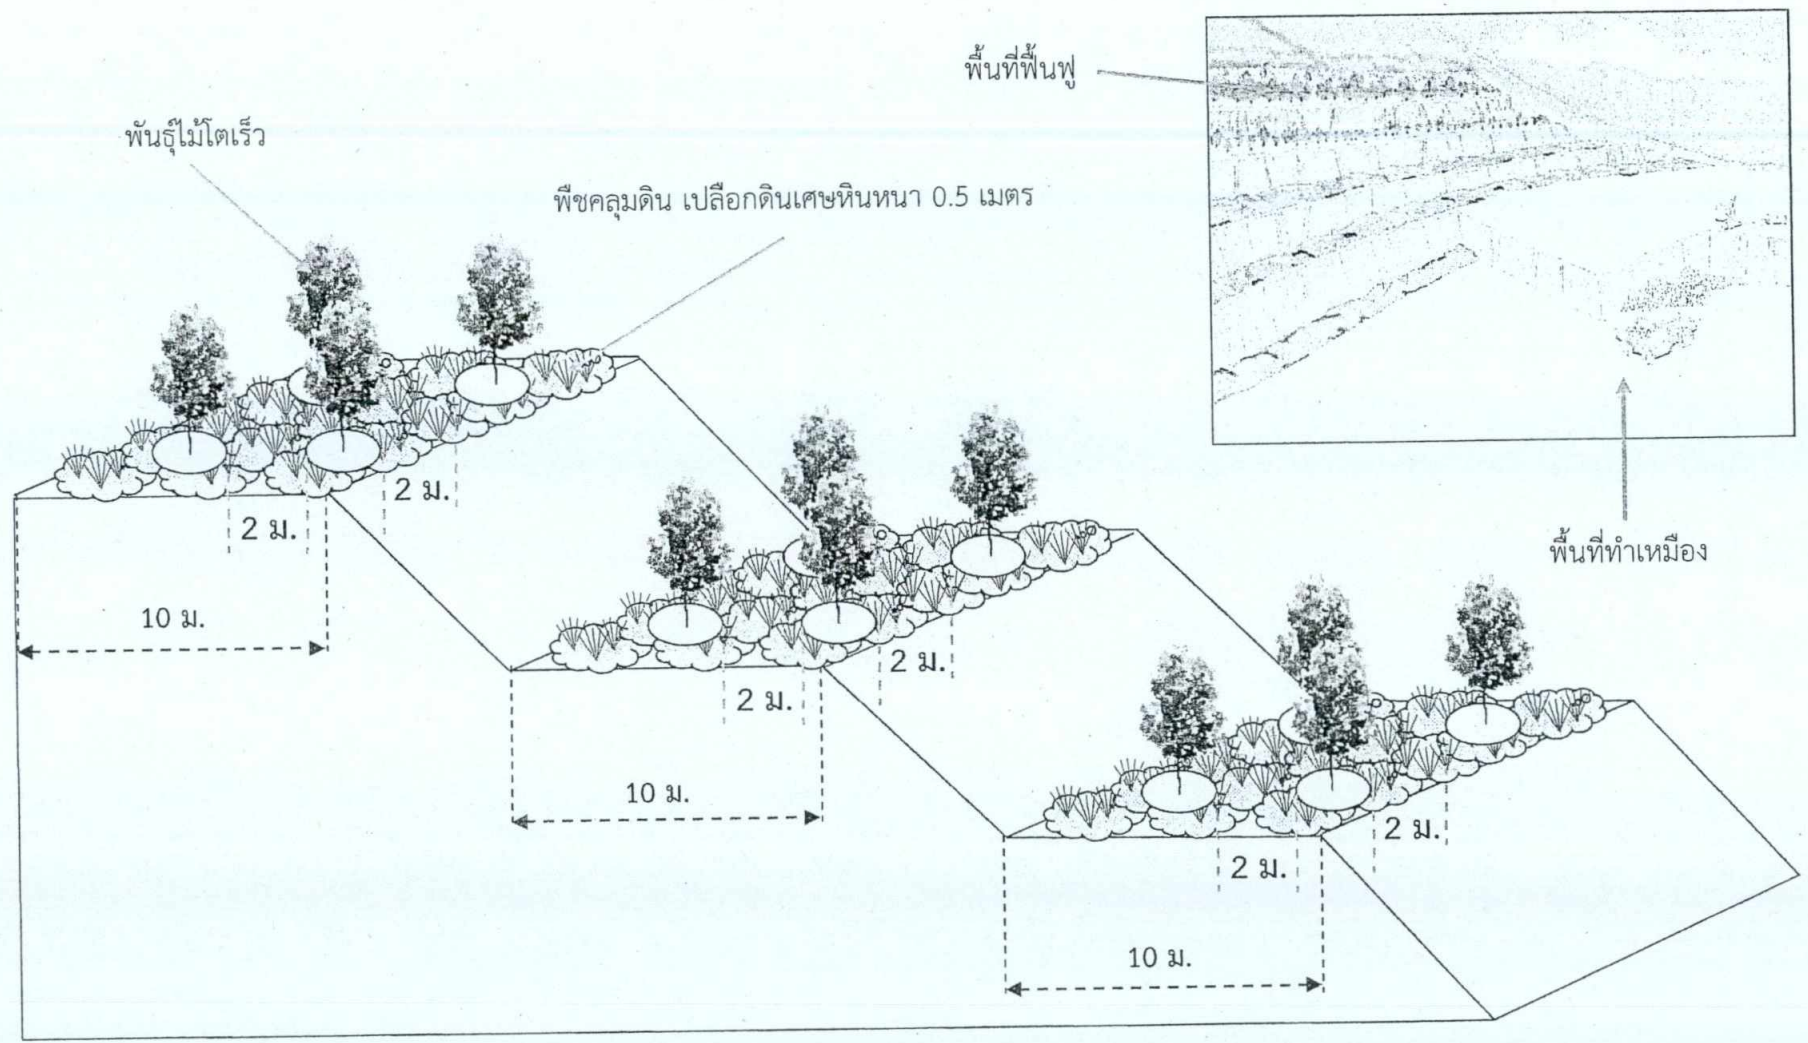 พื้นที่ฟื้นฟู
พันธุ์ไม้โตเร็ว
พืชคลุมดิน เปลือกดินเศษหินหนา 0.5 เมตร
2 ม.
2 ม.
10 ม.
พื้นที่ทำเหมือง
2 ม.
2 ม.
10 ม.
2 ม.
2 ม.
10 ม.